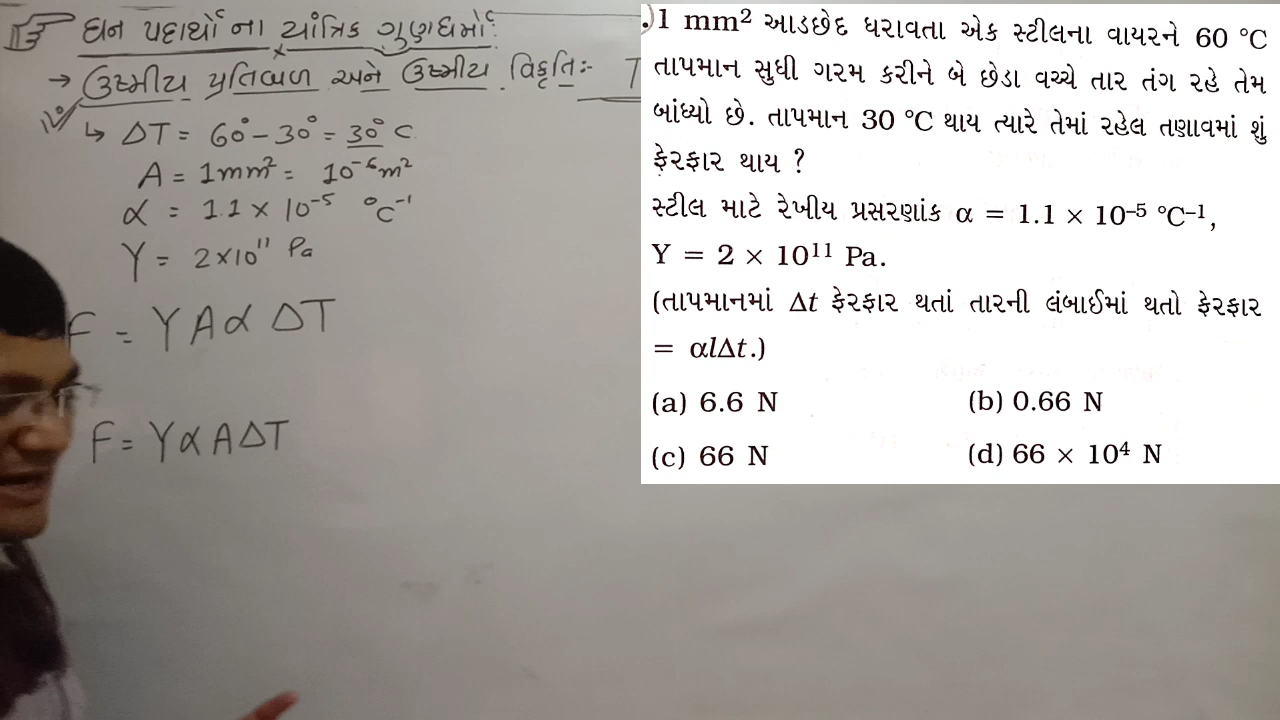 ઘન પદાર્થોના યાંત્રિક ગુણધર્મો:
→ ઉષ્મીય પ્રતિબળ અને ઉષ્મીય વિકૃતિ:-
↳ ΔT = 60° - 30° = 30° C
A = 1mm² = 10⁻⁶m²
α = 1.1 × 10⁻⁵ °C⁻¹
Y = 2×10¹¹ Pa
F = YAα ΔT
F = YαAΔT
.)1 mm² આડછેદ ધરાવતા એક સ્ટીલના વાયરને 60 °C
તાપમાન સુધી ગરમ કરીને બે છેડા વચ્ચે તાર તંગ રહે તેમ
બાંધ્યો છે. તાપમાન 30 °C થાય ત્યારે તેમાં રહેલ તણાવમાં શું
ફેરફાર થાય ?
સ્ટીલ માટે રેખીય પ્રસરણાંક α = 1.1 × 10⁻⁵ °C⁻¹,
Y = 2 × 10¹¹ Pa.
(તાપમાનમાં Δt ફેરફાર થતાં તારની લંબાઈમાં થતો ફેરફાર
= αlΔt.)
(a) 6.6 N (b) 0.66 N
(c) 66 N (d) 66 × 10⁴ N